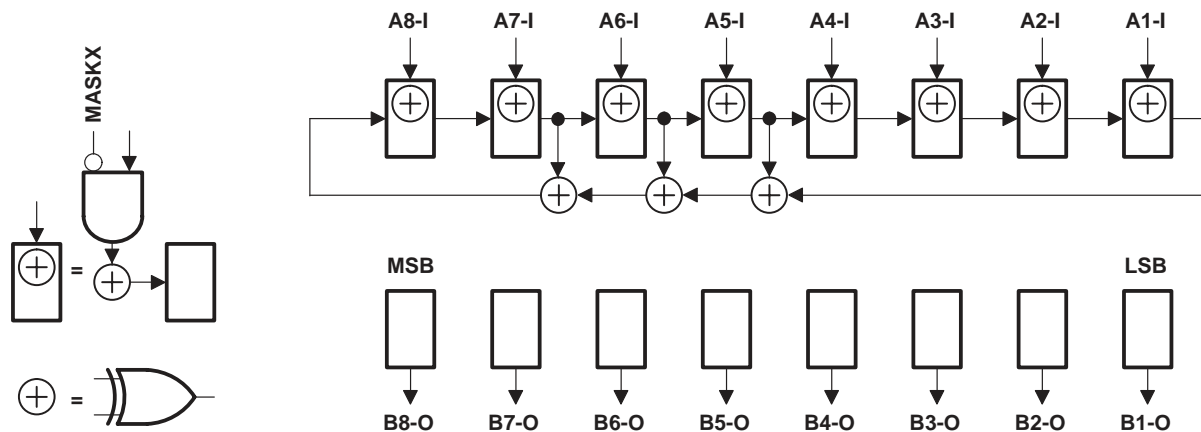 A8-I A7-I A6-I A5-I A4-I A3-I A2-I A1-I
MASKX
=
MSB LSB
=
B8-O B7-O B6-O B5-O B4-O B3-O B2-O B1-O